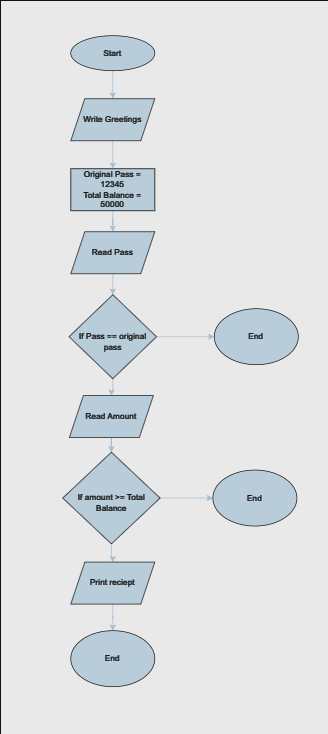 Start
Write Greetings
Original Pass =
12345
Total Balance =
50000
Read Pass
If Pass == original
pass
End
Read Amount
If amount >= Total
Balance
End
Print reciept
End